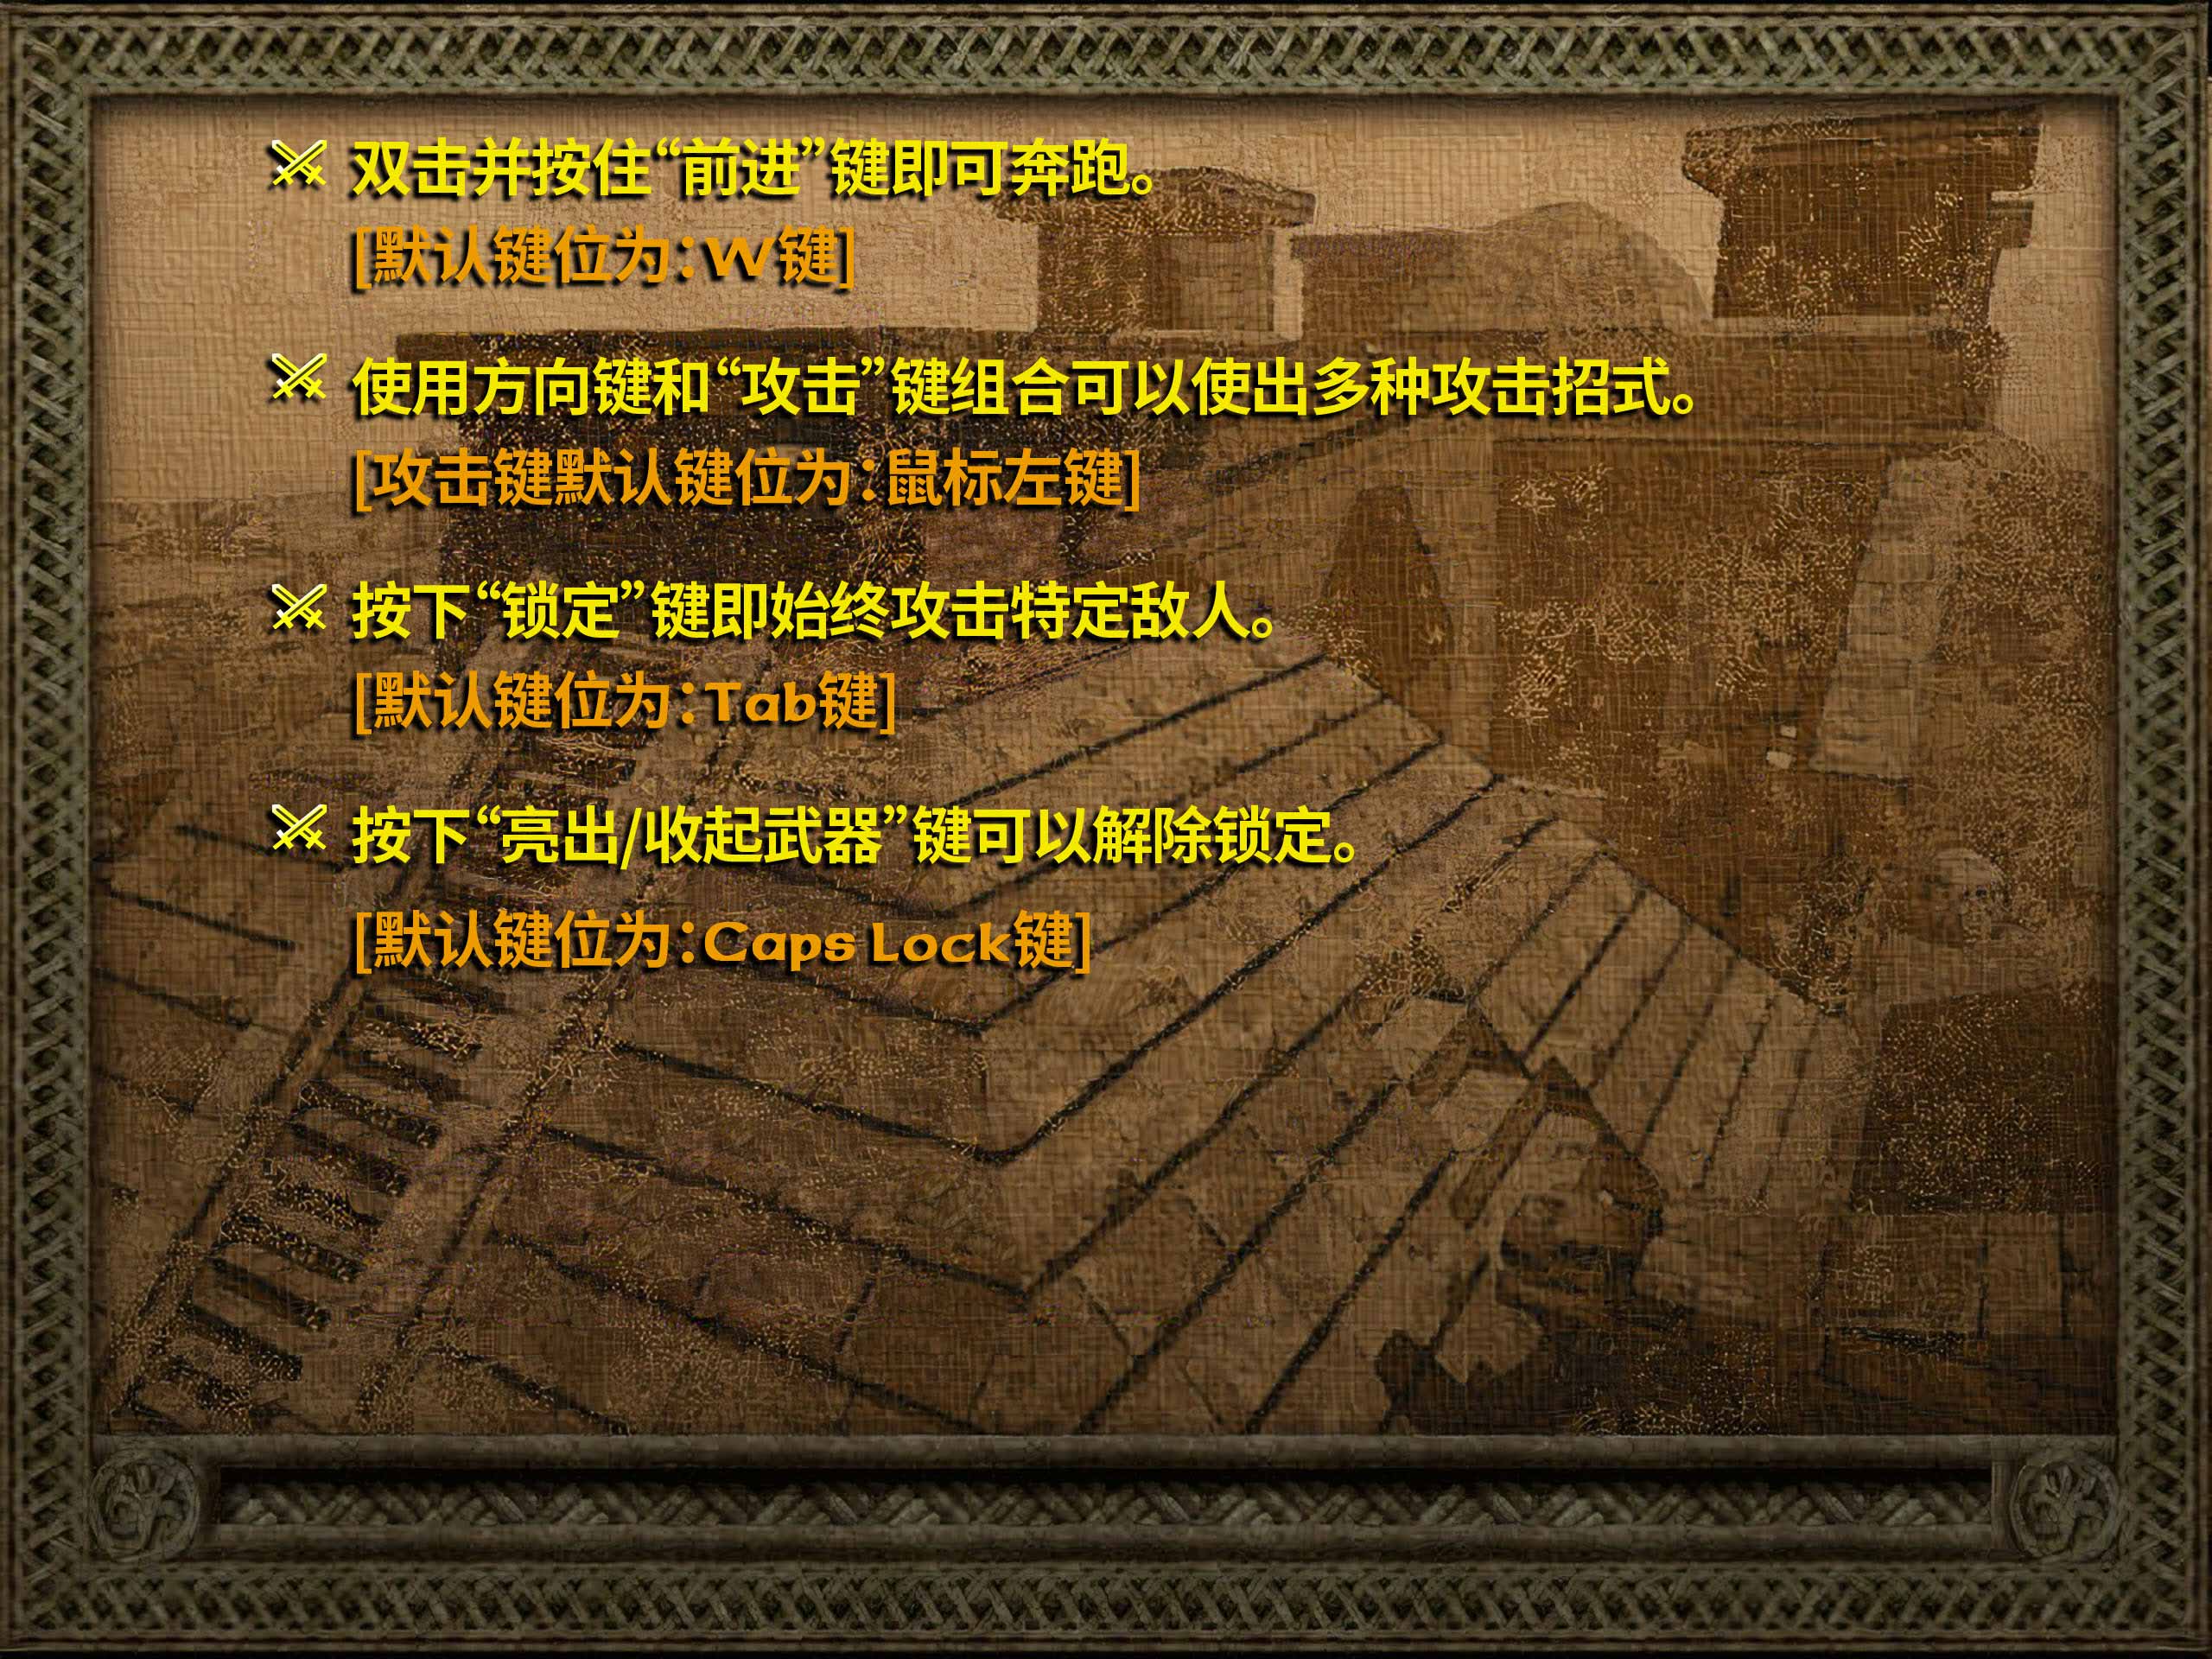 双击并按住“前进”键即可奔跑。
[默认键位为:W键]
使用方向键和“攻击”键组合可以使出多种攻击招式。
[攻击键默认键位为:鼠标左键]
按下“锁定”键即始终攻击特定敌人。
[默认键位为:Tab键]
按下“亮出/收起武器”键可以解除锁定。
[默认键位为:Caps Lock键]